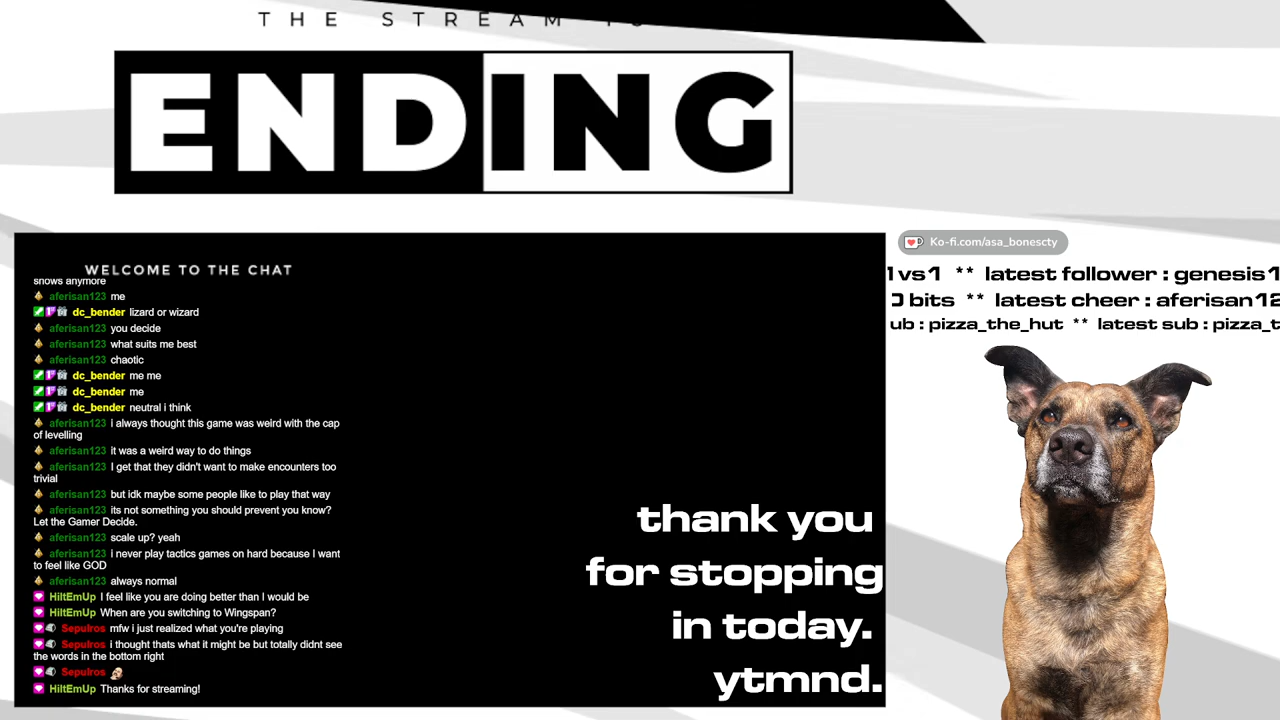 THE STREAM IS
ENDING
WELCOME TO THE CHAT
shows anymore
aferisan123 me
dc_bender lizard or wizard
aferisan123 you decide
aferisan123 what suits me best
aferisan123 chaotic
dc_bender me me
dc_bender me
dc_bender neutral i think
aferisan123 i always thought this game was weird with the cap
of levelling
aferisan123 it was a weird way to do things
aferisan123 I get that they didn't want to make encounters too
trivial
aferisan123 but idk maybe some people like to play that way
aferisan123 its not something you should prevent you know?
Let the Gamer Decide.
aferisan123 scale up? yeah
aferisan123 i never play tactics games on hard because I want
to feel like GOD
aferisan123 always normal
HiltEmUp I feel like you are doing better than I would be
HiltEmUp When are you switching to Wingspan?
Sepulros mfw i just realized what you're playing
Sepulros i thought thats what it might be but totally didnt see
the words in the bottom right
Sepulros
HiltEmUp Thanks for streaming!
thank you
for stopping
in today.
ytmnd.
Ko-fi.com/asa_bonescty
1vs1 ** latest follower : genesis1
bits ** latest cheer : aferisan12
ub : pizza_the_hut ** latest sub : pizza_t